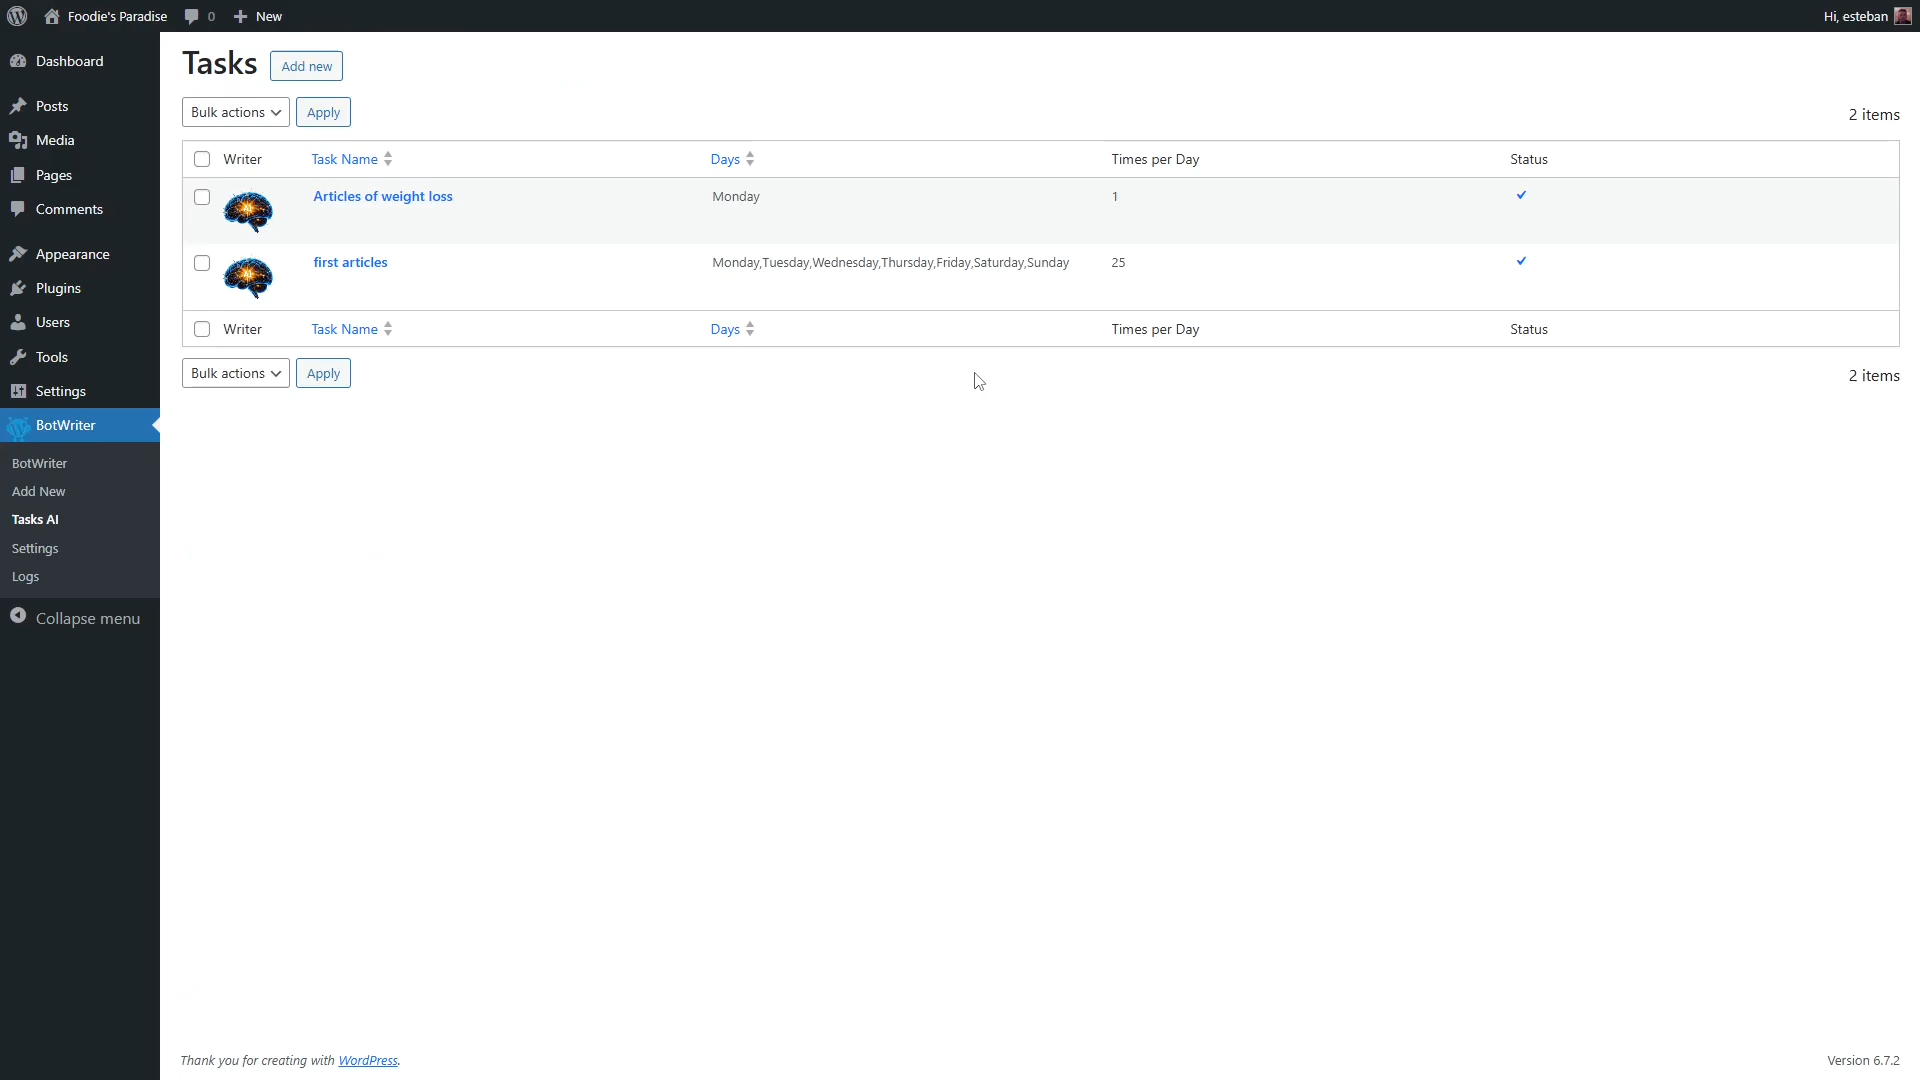 Foodie's Paradise 0 New Hi, esteban
Dashboard
Posts
Media
Pages
Comments
Appearance
Plugins
Users
Tools
Settings
BotWriter
BotWriter
Add New
Tasks AI
Settings
Logs
Collapse menu
Tasks Add new
Bulk actions Apply 2 items
Writer Task Name Days Times per Day Status
Articles of weight loss Monday 1
first articles Monday,Tuesday,Wednesday,Thursday,Friday,Saturday,Sunday 25
Writer Task Name Days Times per Day Status
Bulk actions Apply 2 items
Thank you for creating with WordPress. Version 6.7.2